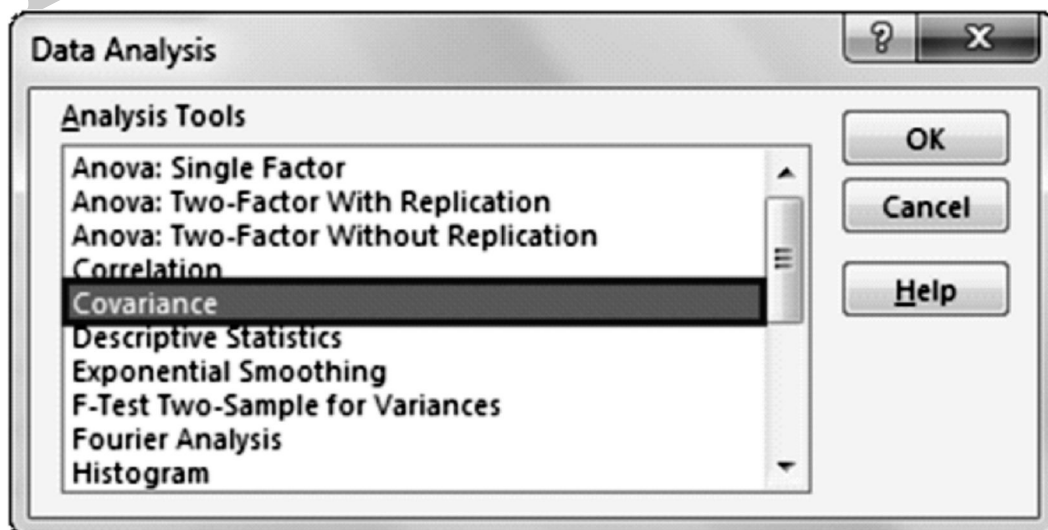 Data Analysis
?
X
Analysis Tools
Anova: Single Factor
Anova: Two-Factor With Replication
Anova: Two-Factor Without Replication
Correlation
Covariance
Descriptive Statistics
Exponential Smoothing
F-Test Two-Sample for Variances
Fourier Analysis
Histogram
OK
Cancel
Help